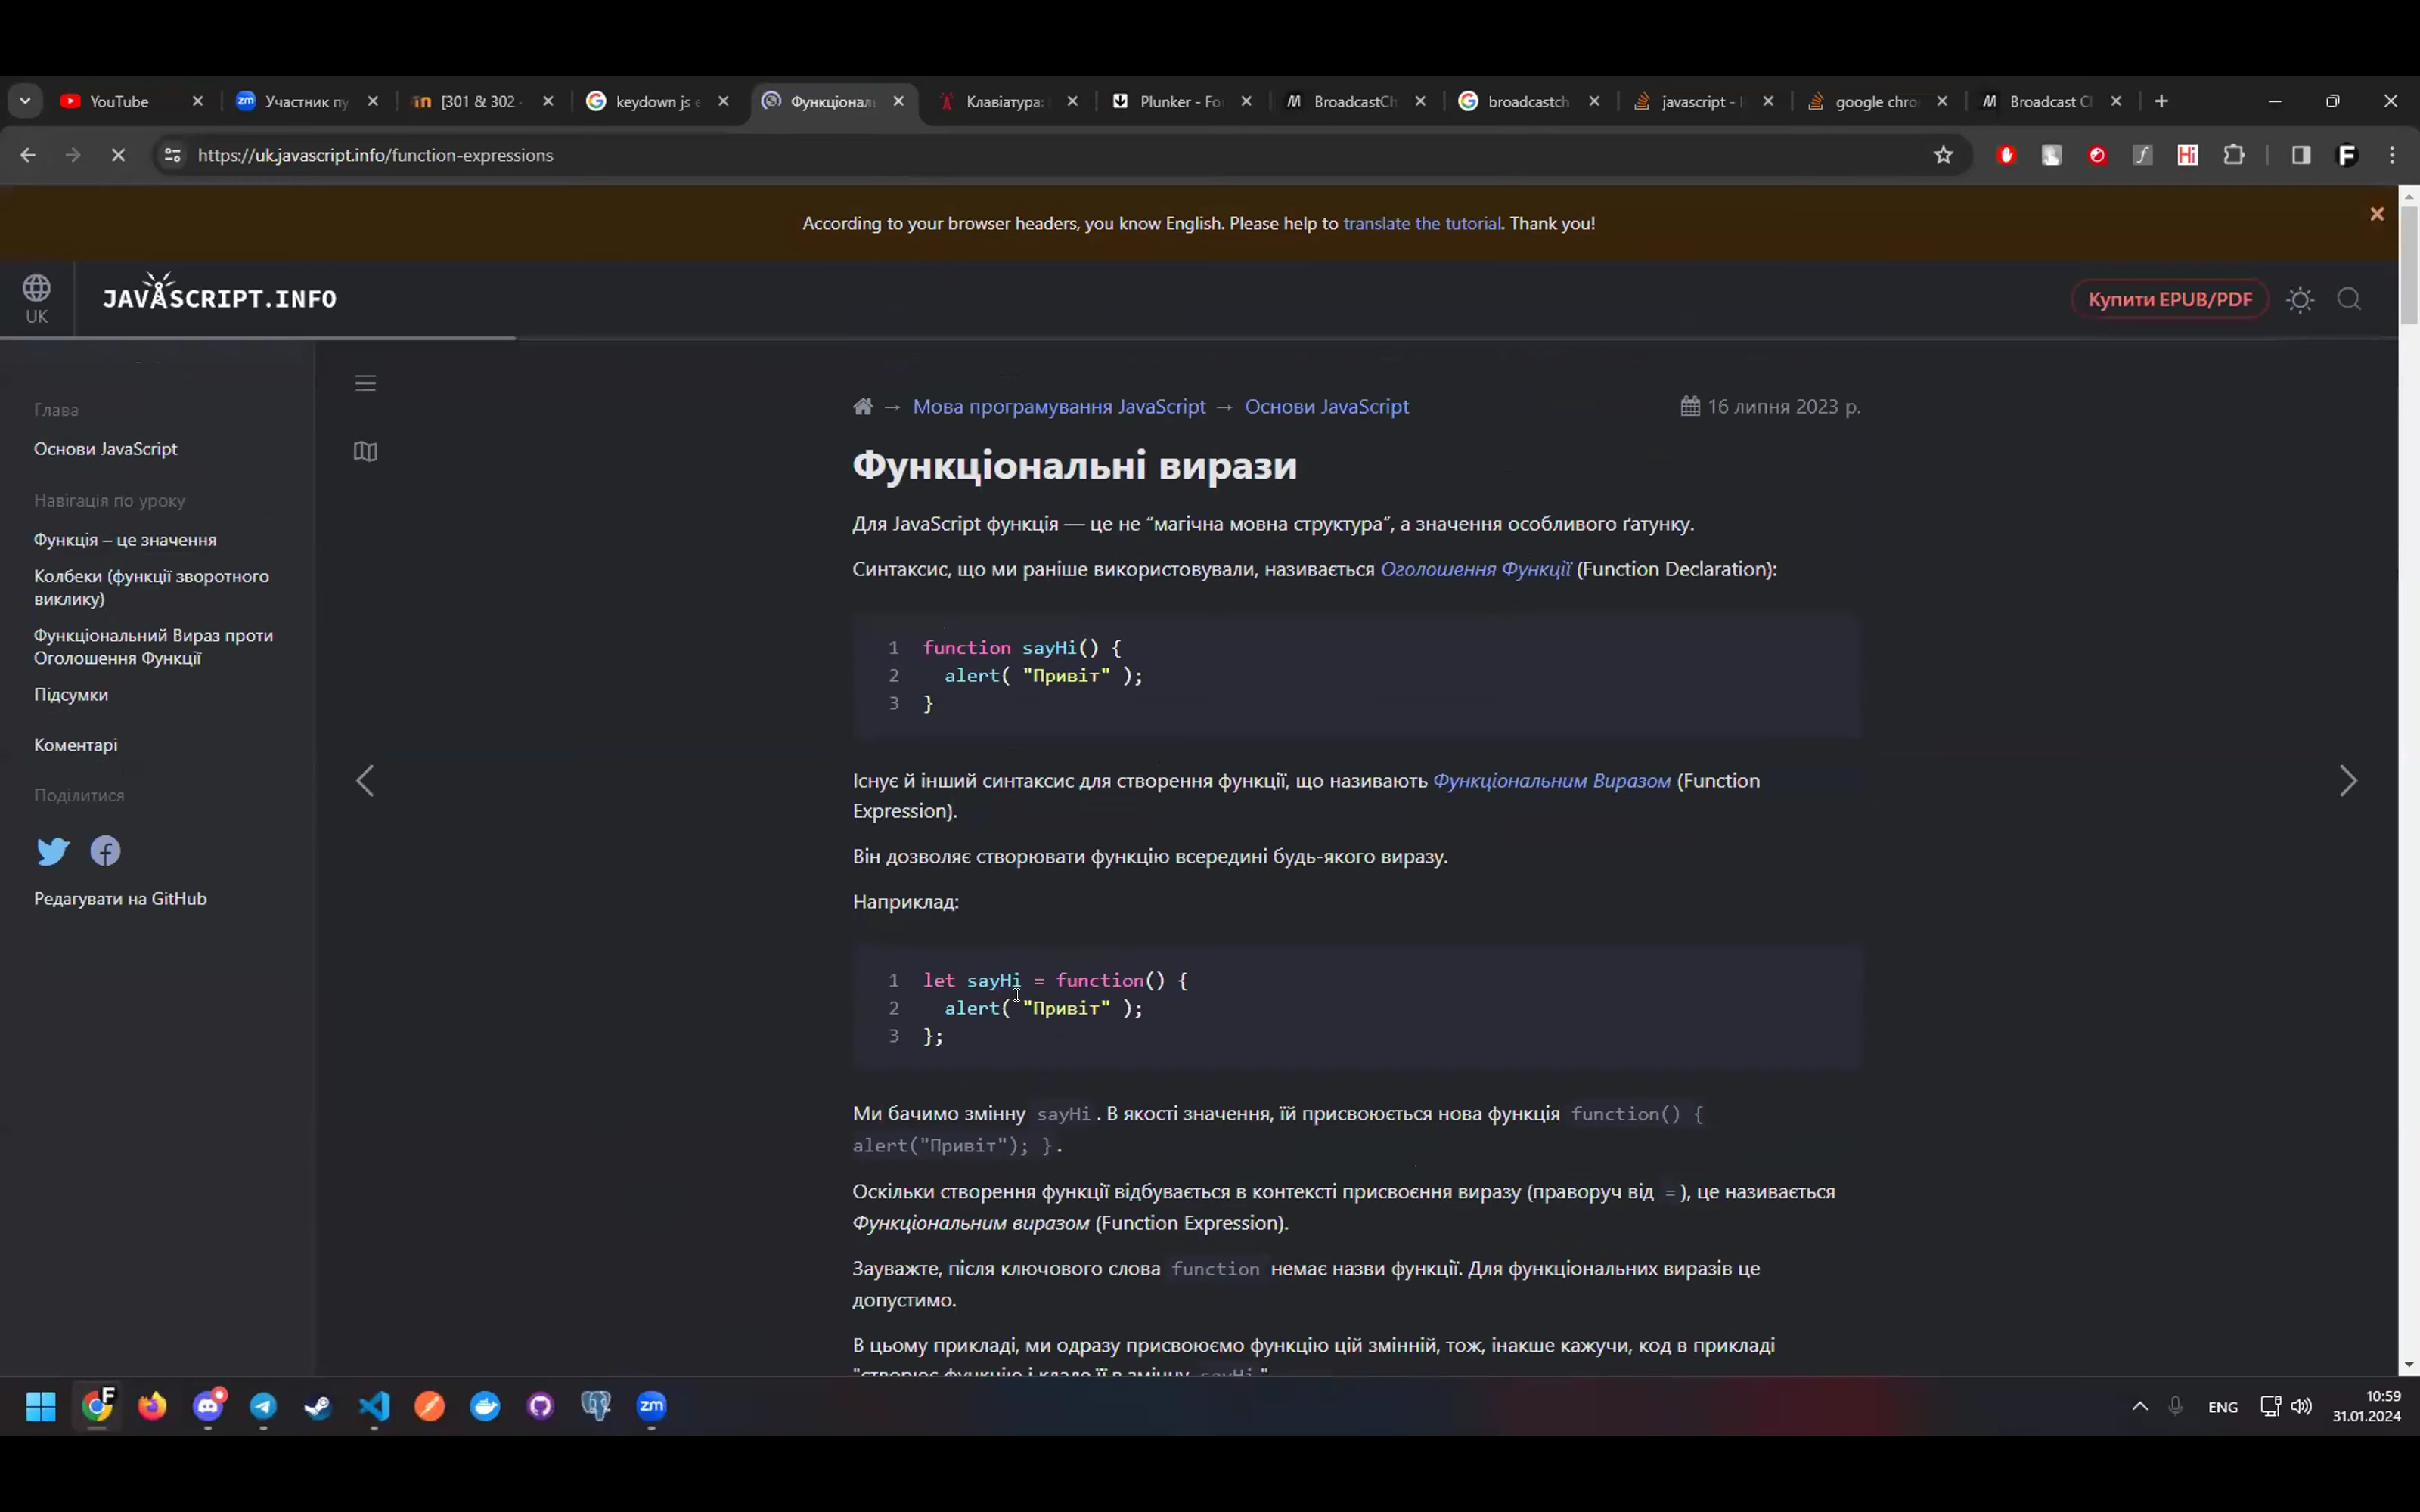 YouTube
Участник пу
[301 & 302 -
keydown js e
Функціонал
Клавіатура:
Plunker - Fo
BroadcastCh
broadcastch
javascript -
google chro
Broadcast Cl
https://uk.javascript.info/function-expressions
According to your browser headers, you know English. Please help to translate the tutorial. Thank you!
UK
JAVASCRIPT.INFO
Купити EPUB/PDF
Глава
Основи JavaScript
Навігація по уроку
Функція – це значення
Колбеки (функції зворотного
виклику)
Функціональний Вираз проти
Оголошення Функції
Підсумки
Коментарі
Поділитися
Редагувати на GitHub
→ Мова програмування JavaScript → Основи JavaScript
16 липня 2023 р.
Функціональні вирази
Для JavaScript функція — це не “магічна мовна структура“, а значення особливого ґатунку.
Синтаксис, що ми раніше використовували, називається Оголошення Функції (Function Declaration):
1 function sayHi() {
2 alert( "Привіт" );
3 }
Існує й інший синтаксис для створення функції, що називають Функціональним Виразом (Function
Expression).
Він дозволяє створювати функцію всередині будь-якого виразу.
Наприклад:
1 let sayHi = function() {
2 alert( "Привіт" );
3 };
Ми бачимо змінну sayHi. В якості значення, їй присвоюється нова функція function() {
alert("Привіт"); }.
Оскільки створення функції відбувається в контексті присвоєння виразу (праворуч від =), це називається
Функціональним виразом (Function Expression).
Зауважте, після ключового слова function немає назви функції. Для функціональних виразів це
допустимо.
В цьому прикладі, ми одразу присвоюємо функцію цій змінній, тож, інакше кажучи, код в прикладі
"створює функцію і кладе її в змінну sayHi."
ENG
10:59
31.01.2024